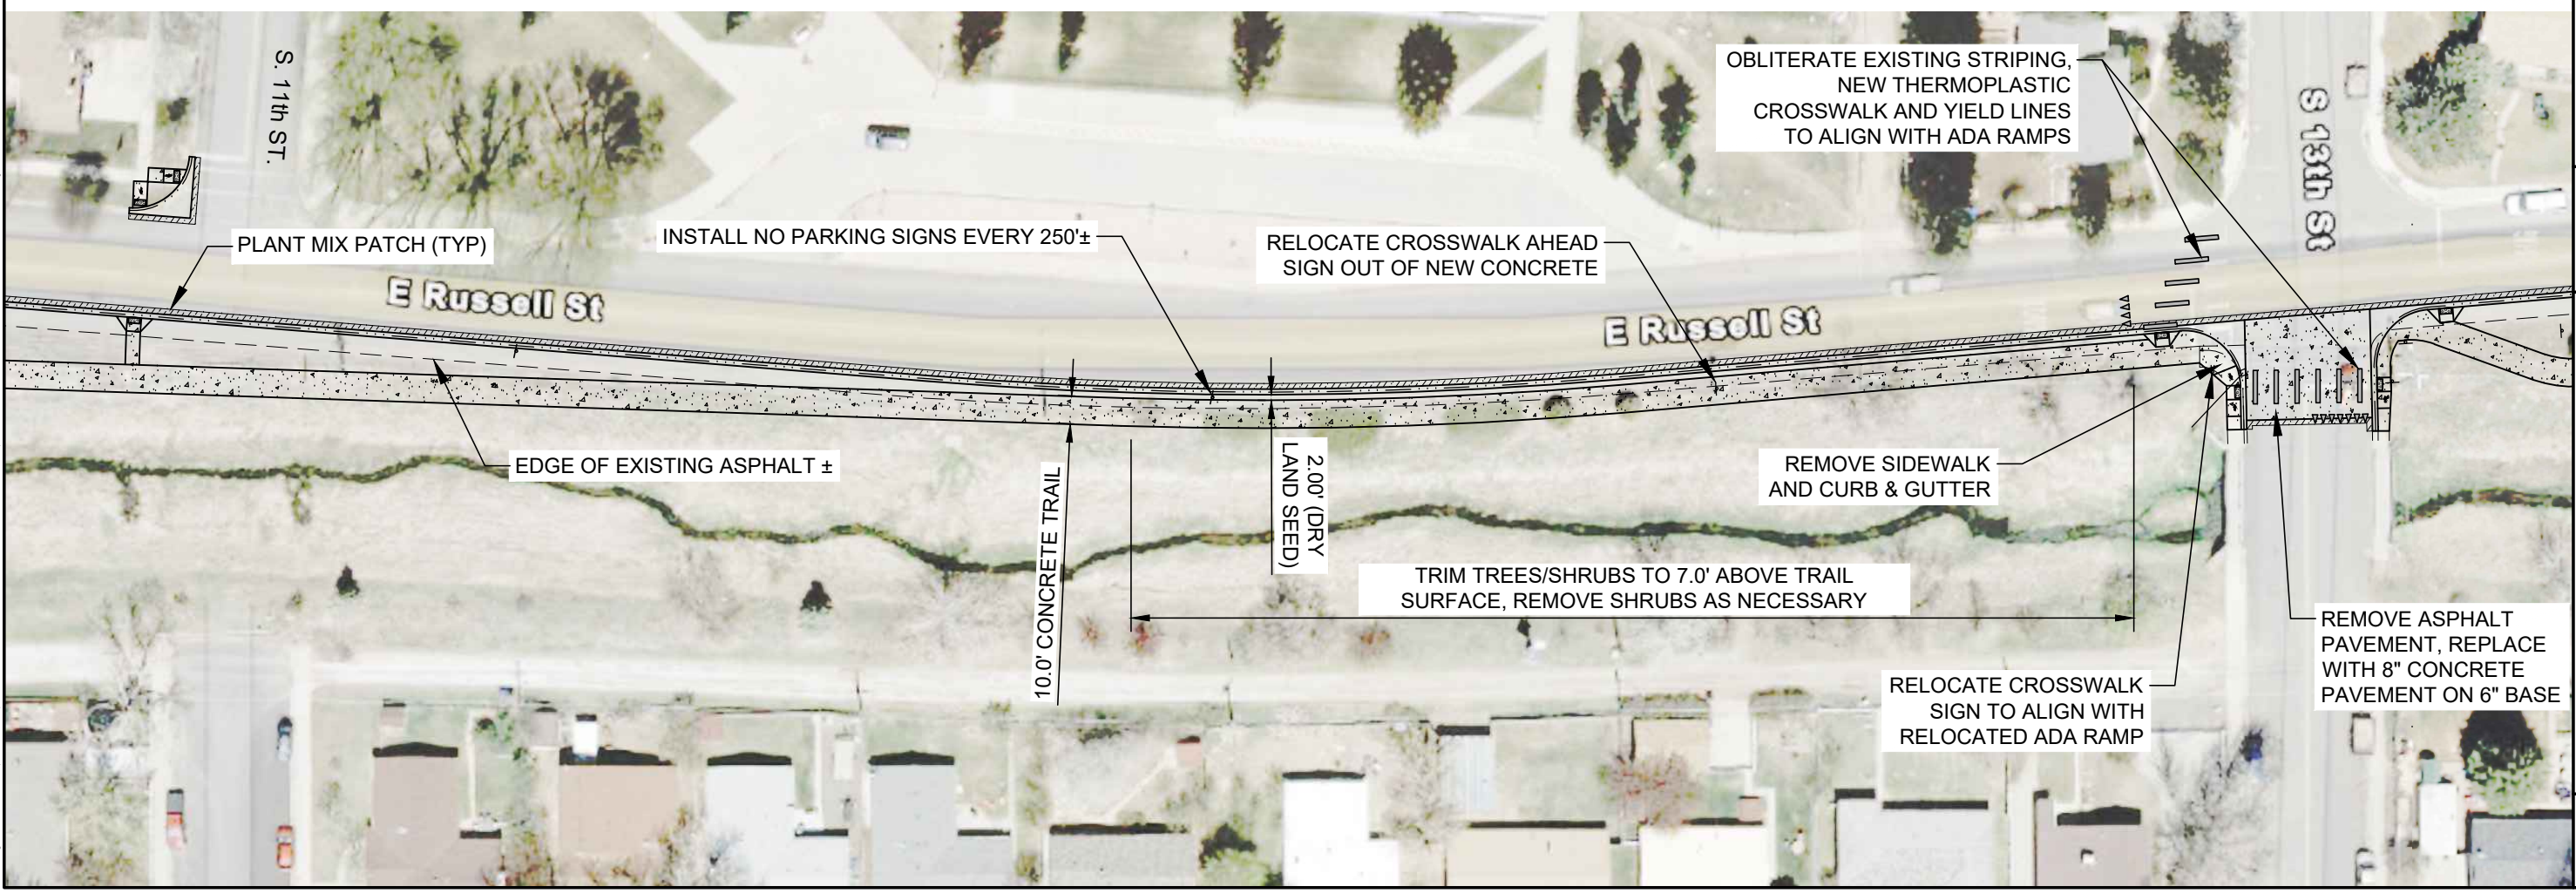 S. 11th ST.
OBLITERATE EXISTING STRIPING,
NEW THERMOPLASTIC
CROSSWALK AND YIELD LINES
TO ALIGN WITH ADA RAMPS
S 13th St
PLANT MIX PATCH (TYP)
INSTALL NO PARKING SIGNS EVERY 250'±
RELOCATE CROSSWALK AHEAD
SIGN OUT OF NEW CONCRETE
E Russell St
E Russell St
EDGE OF EXISTING ASPHALT ±
10.0' CONCRETE TRAIL
2.00' (DRY
LAND SEED)
REMOVE SIDEWALK
AND CURB & GUTTER
TRIM TREES/SHRUBS TO 7.0' ABOVE TRAIL
SURFACE, REMOVE SHRUBS AS NECESSARY
RELOCATE CROSSWALK
SIGN TO ALIGN WITH
RELOCATED ADA RAMP
REMOVE ASPHALT
PAVEMENT, REPLACE
WITH 8" CONCRETE
PAVEMENT ON 6" BASE